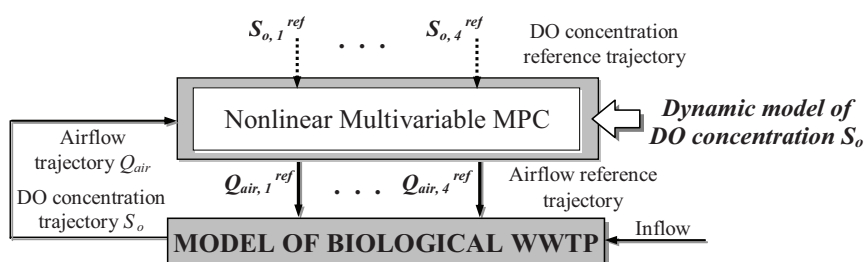 S_{o, 1}^{ref} . . . S_{o, 4}^{ref}
DO concentration
reference trajectory
Nonlinear Multivariable MPC
Dynamic model of
DO concentration S_o
Airflow
trajectory Q_{air}
DO concentration
trajectory S_o
Q_{air, 1}^{ref} . . . Q_{air, 4}^{ref}
Airflow reference
trajectory
MODEL OF BIOLOGICAL WWTP
Inflow